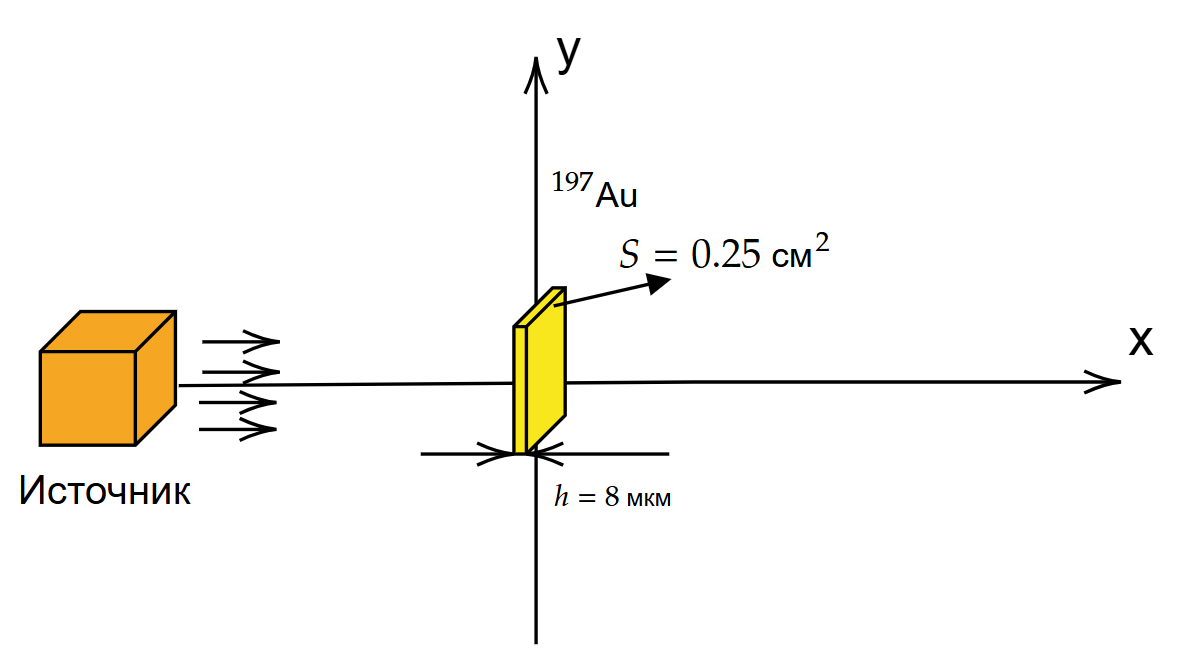 y
¹⁹⁷Au
S = 0.25 см²
x
Источник
h = 8 мкм